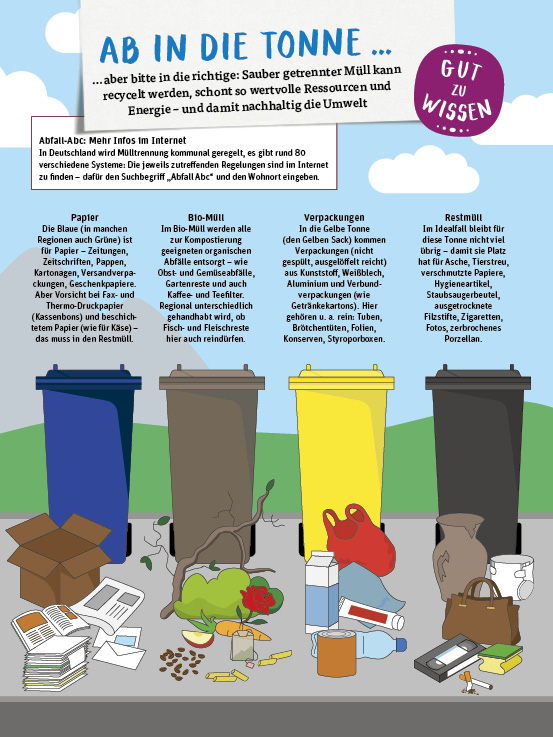 AB IN DIE TONNE ...
...aber bitte in die richtige: Sauber getrennter Müll kann
recycelt werden, schont so wertvolle Ressourcen und
Energie – und damit nachhaltig die Umwelt
GUT
ZU
WISSEN
Abfall-Abc: Mehr Infos im Internet
In Deutschland wird Mülltrennung kommunal geregelt, es gibt rund 80
verschiedene Systeme: Die jeweils zutreffenden Regelungen sind im Internet
zu finden – dafür den Suchbegriff „Abfall Abc“ und den Wohnort eingeben.
Papier
Die Blaue (in manchen
Regionen auch Grüne) ist
für Papier – Zeitungen,
Zeitschriften, Pappen,
Kartonagen, Versandverpa-
ckungen, Geschenkpapiere.
Aber Vorsicht bei Fax- und
Thermo-Druckpapier
(Kassenbons) und beschich-
tetem Papier (wie für Käse) –
das muss in den Restmüll.
Bio-Müll
Im Bio-Müll werden alle
zur Kompostierung
geeigneten organischen
Abfälle entsorgt – wie
Obst- und Gemüseabfälle,
Gartenreste und auch
Kaffee- und Teefilter.
Regional unterschiedlich
gehandhabt wird, ob
Fisch- und Fleischreste
hier auch reindürfen.
Verpackungen
In die Gelbe Tonne
(den Gelben Sack) kommen
Verpackungen (nicht
gespült, ausgelöffelt reicht)
aus Kunststoff, Weißblech,
Aluminium und Verbund-
verpackungen (wie
Getränkekartons). Hier
gehören u. a. rein: Tuben,
Brötchentüten, Folien,
Konserven, Styroporboxen.
Restmüll
Im Idealfall bleibt für
diese Tonne nicht viel
übrig – damit sie Platz
hat für Asche, Tierstreu,
verschmutzte Papiere,
Hygieneartikel,
Staubsaugerbeutel,
ausgetrocknete
Filzstifte, Zigaretten,
Fotos, zerbrochenes
Porzellan.